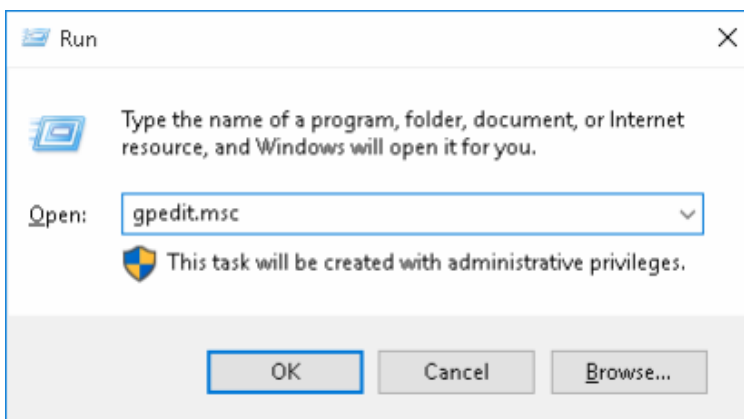 Run
Type the name of a program, folder, document, or Internet
resource, and Windows will open it for you.
Open:
gpedit.msc
This task will be created with administrative privileges.
OK
Cancel
Browse...